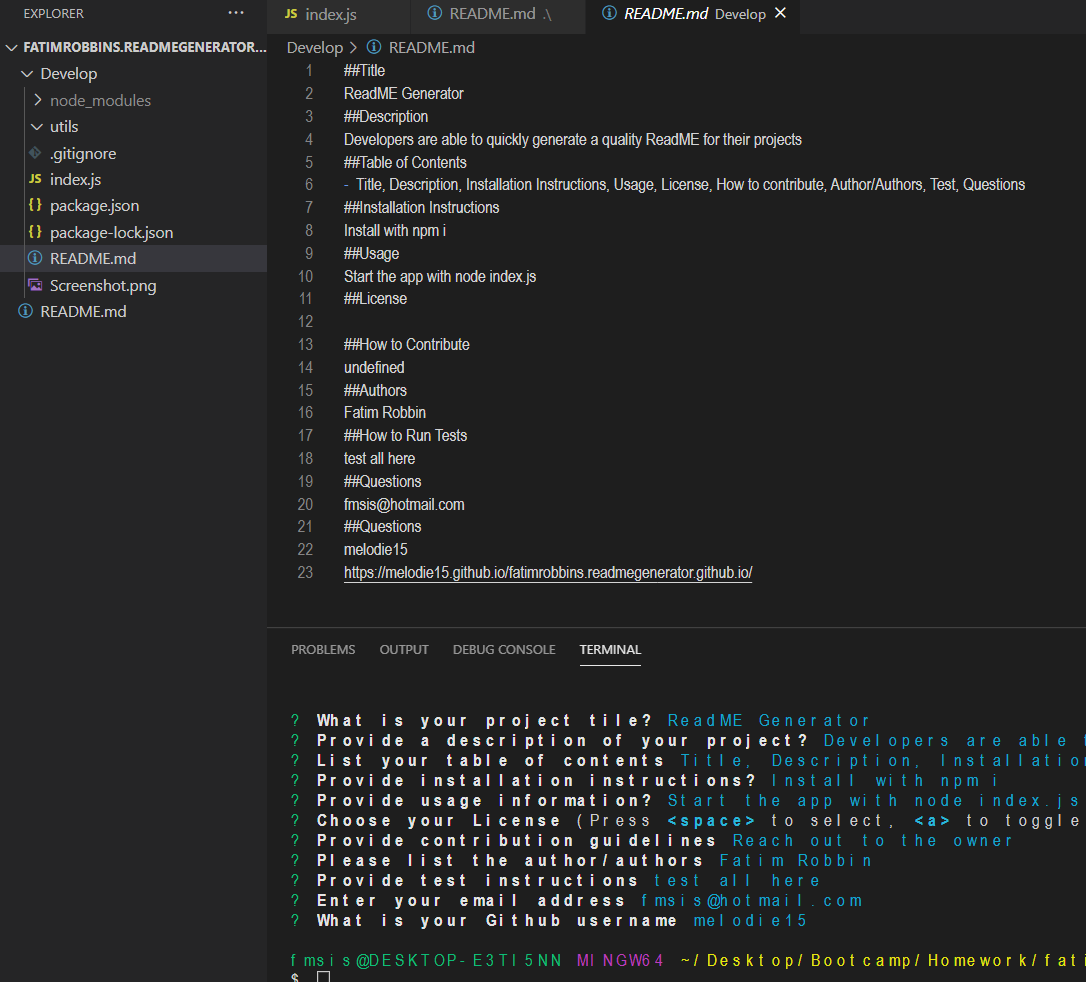 EXPLORER
...
FATIMROBBINS.READMEGENERATOR...
Develop
node_modules
utils
.gitignore
JS index.js
{} package.json
{} package-lock.json
README.md
Screenshot.png
README.md
JS index.js
README.md .\
README.md Develop
Develop > README.md
1 ##Title
2 ReadME Generator
3 ##Description
4 Developers are able to quickly generate a quality ReadME for their projects
5 ##Table of Contents
6 - Title, Description, Installation Instructions, Usage, License, How to contribute, Author/Authors, Test, Questions
7 ##Installation Instructions
8 Install with npm i
9 ##Usage
10 Start the app with node index.js
11 ##License
12
13 ##How to Contribute
14 undefined
15 ##Authors
16 Fatim Robbin
17 ##How to Run Tests
18 test all here
19 ##Questions
20 fmsis@hotmail.com
21 ##Questions
22 melodie15
23 https://melodie15.github.io/fatimrobbins.readmegenerator.github.io/
PROBLEMS OUTPUT DEBUG CONSOLE TERMINAL
? What is your project tile? ReadME Generator
? Provide a description of your project? Developers are able
? List your table of contents Title, Description, Installatio
? Provide installation instructions? Install with npm i
? Provide usage information? Start the app with node index.js
? Choose your License (Press <space> to select, <a> to toggle
? Provide contribution guidelines Reach out to the owner
? Please list the author/authors Fatim Robbin
? Provide test instructions test all here
? Enter your email address fmsis@hotmail.com
? What is your Github username melodie15
fmsis@DESKTOP-E3TI5NN MINGW64 ~/Desktop/Bootcamp/Homework/fati
$